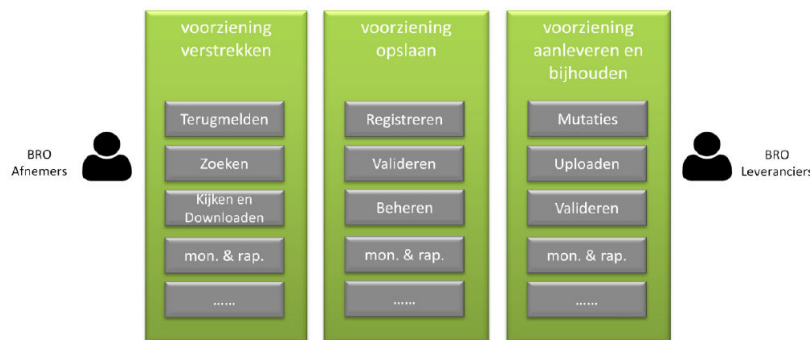 voorziening
verstrekken
Terugmelden
Zoeken
Kijken en
Downloaden
mon. & rap.
......
voorziening
opslaan
Registreren
Valideren
Beheren
mon. & rap.
......
voorziening
aanleveren en
bijhouden
Mutaties
Uploaden
Valideren
mon. & rap.
......
BRO
Afnemers
BRO
Leveranciers